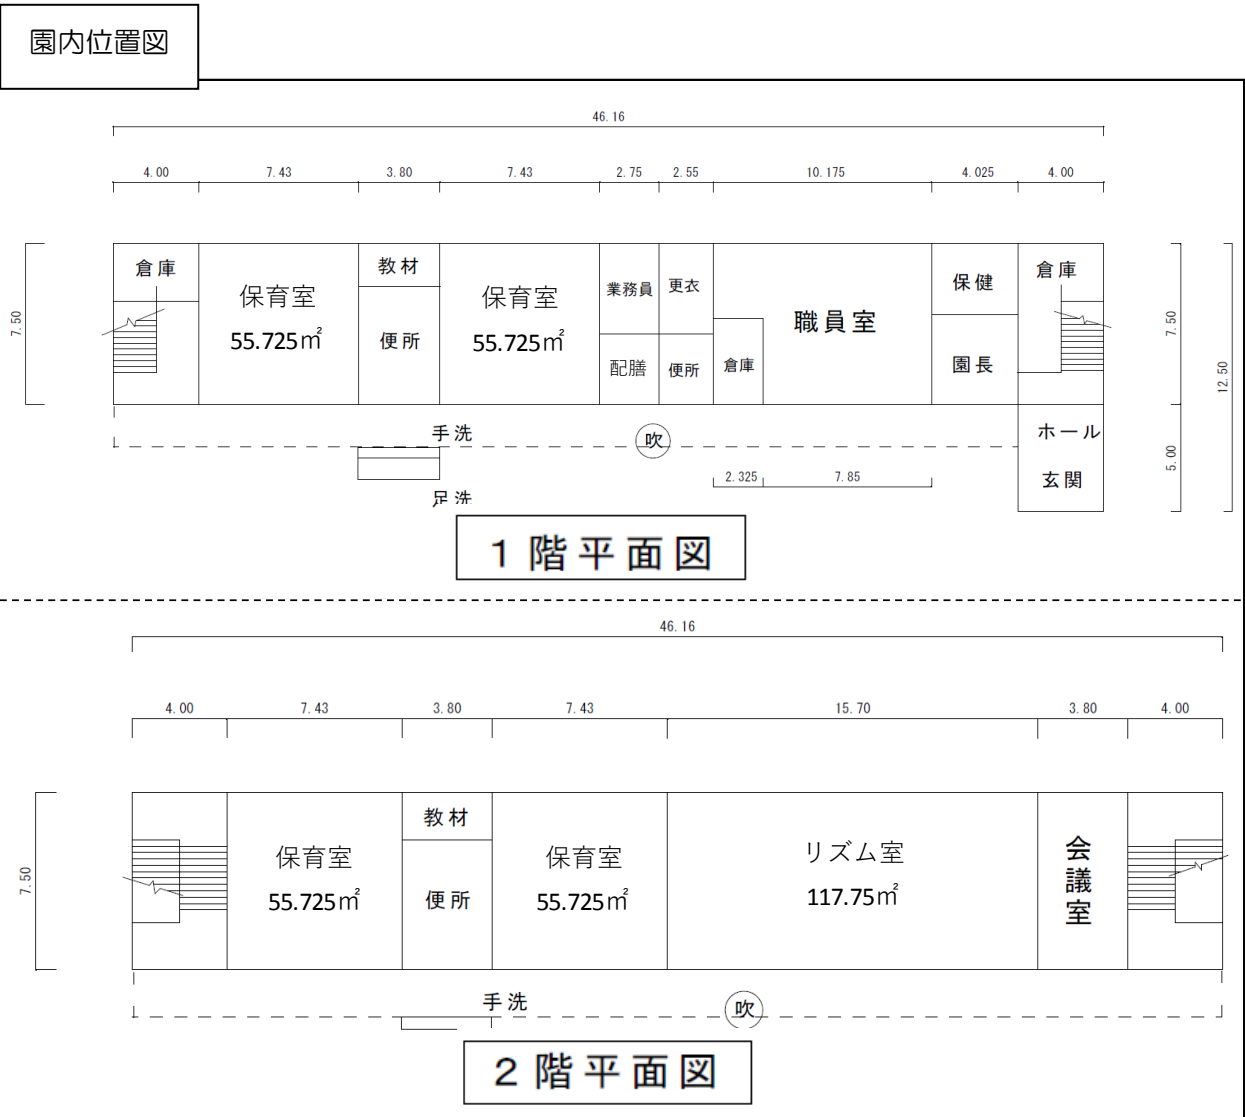 園内位置図
46.16
4.00 7.43 3.80 7.43 2.75 2.55 10.175 4.025 4.00
倉庫 教材 保健 倉庫
保育室 保育室 業務員 更衣
7.50 55.725㎡ 便所 55.725㎡ 職員室 7.50
配膳 便所 倉庫 園長 12.50
手洗 吹 ホール
2.325 7.85 玄関 5.00
足洗
1階平面図
46.16
4.00 7.43 3.80 7.43 15.70 3.80 4.00
教材
保育室 保育室 リズム室 会議室
7.50 55.725㎡ 便所 55.725㎡ 117.75㎡
手洗 吹
2階平面図